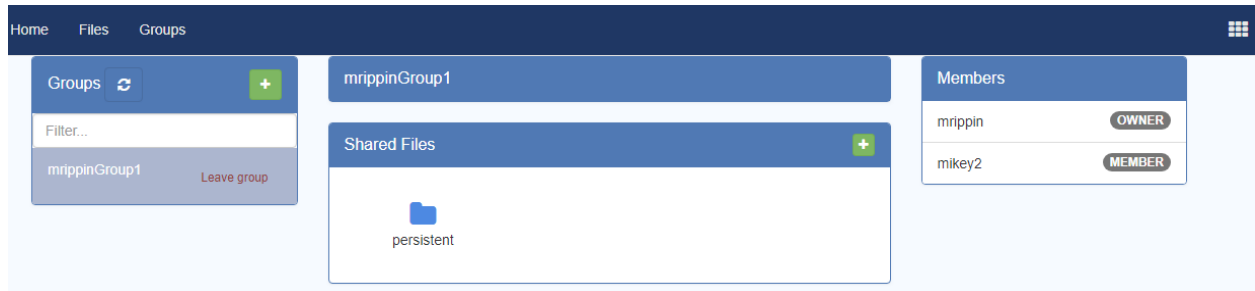 Home Files Groups
Groups
Filter...
mrippinGroup1 Leave group
mrippinGroup1
Shared Files
persistent
Members
mrippin OWNER
mikey2 MEMBER